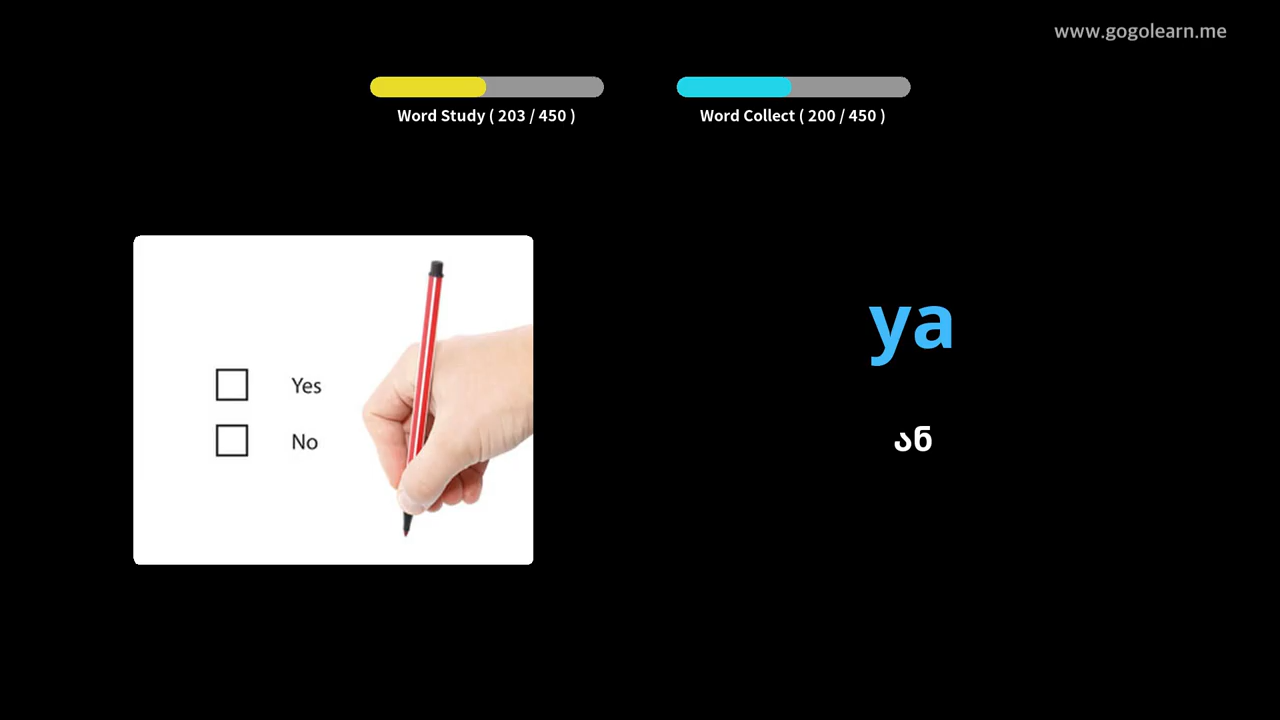 www.gogolearn.me
Word Study ( 203 / 450 )
Word Collect ( 200 / 450 )
Yes
No
ya
ან